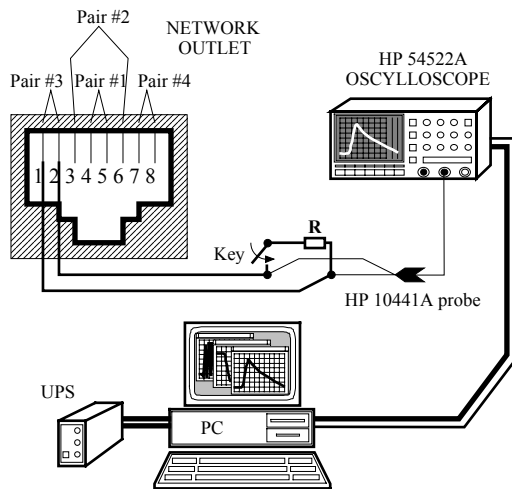 Pair #2
NETWORK
OUTLET
Pair #3
Pair #1
Pair #4
HP 54522A
OSCYLLOSCOPE
1 2 3 4 5 6 7 8
R
Key
HP 10441A probe
UPS
PC